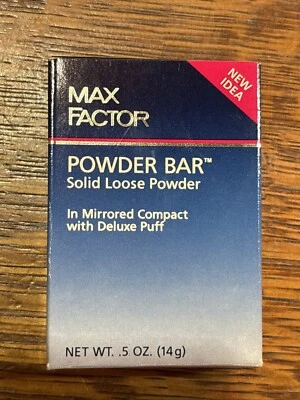 NEW
IDEA
MAX
FACTOR
POWDER BAR™
Solid Loose Powder
In Mirrored Compact
with Deluxe Puff
NET WT. .5 OZ. (14g)